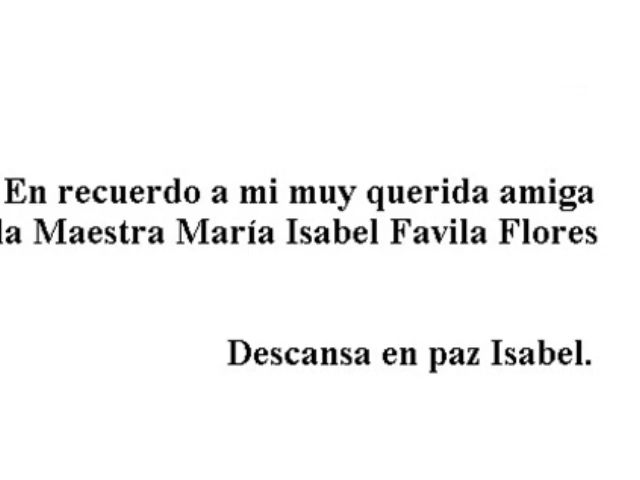 En recuerdo a mi muy querida amiga
la Maestra María Isabel Favila Flores
Descansa en paz Isabel.